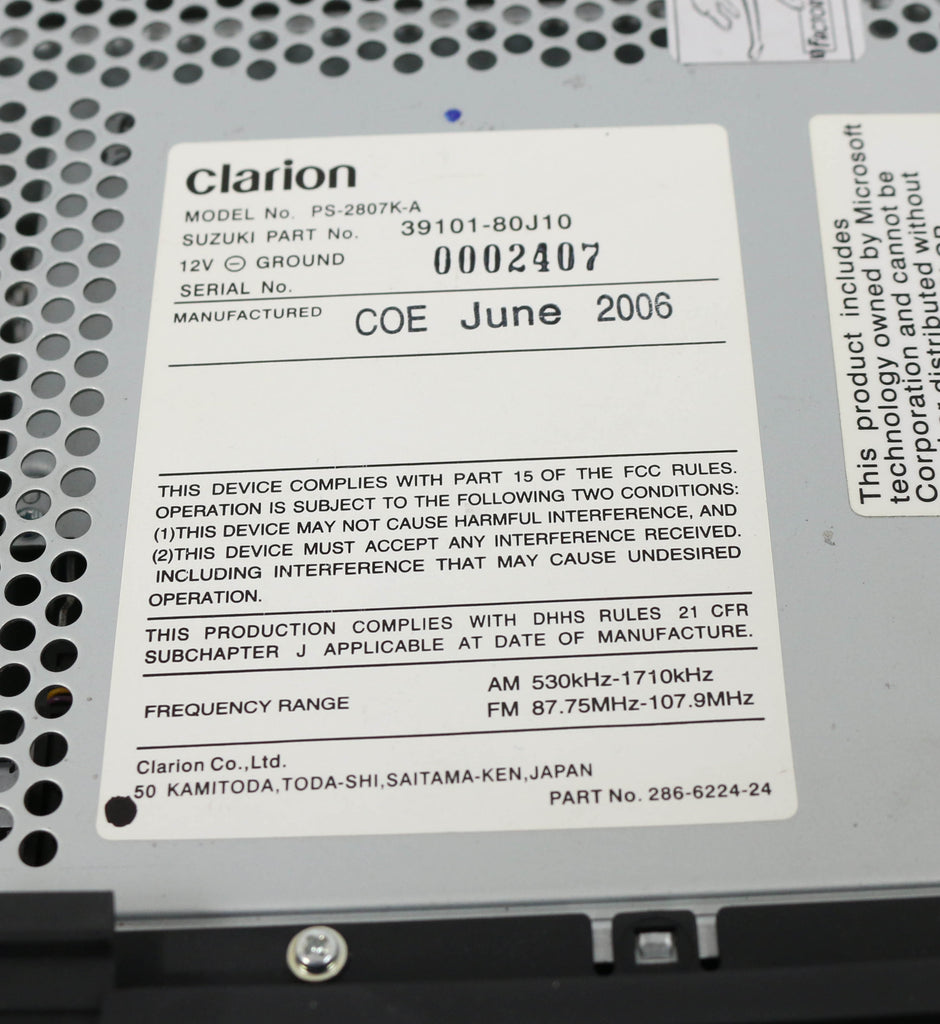 clarion
MODEL No. PS-2807K-A
SUZUKI PART No. 39101-80J10
12V ⊖ GROUND
SERIAL No. 0002407
MANUFACTURED COE June 2006
THIS DEVICE COMPLIES WITH PART 15 OF THE FCC RULES.
OPERATION IS SUBJECT TO THE FOLLOWING TWO CONDITIONS:
(1)THIS DEVICE MAY NOT CAUSE HARMFUL INTERFERENCE, AND
(2)THIS DEVICE MUST ACCEPT ANY INTERFERENCE RECEIVED.
INCLUDING INTERFERENCE THAT MAY CAUSE UNDESIRED
OPERATION.
THIS PRODUCTION COMPLIES WITH DHHS RULES 21 CFR
SUBCHAPTER J APPLICABLE AT DATE OF MANUFACTURE.
FREQUENCY RANGE AM 530kHz-1710kHz
FM 87.75MHz-107.9MHz
Clarion Co.,Ltd.
50 KAMITODA,TODA-SHI,SAITAMA-KEN,JAPAN
PART No. 286-6224-24
This product includes
technology owned by Microsoft
Corporation and cannot be
distributed without